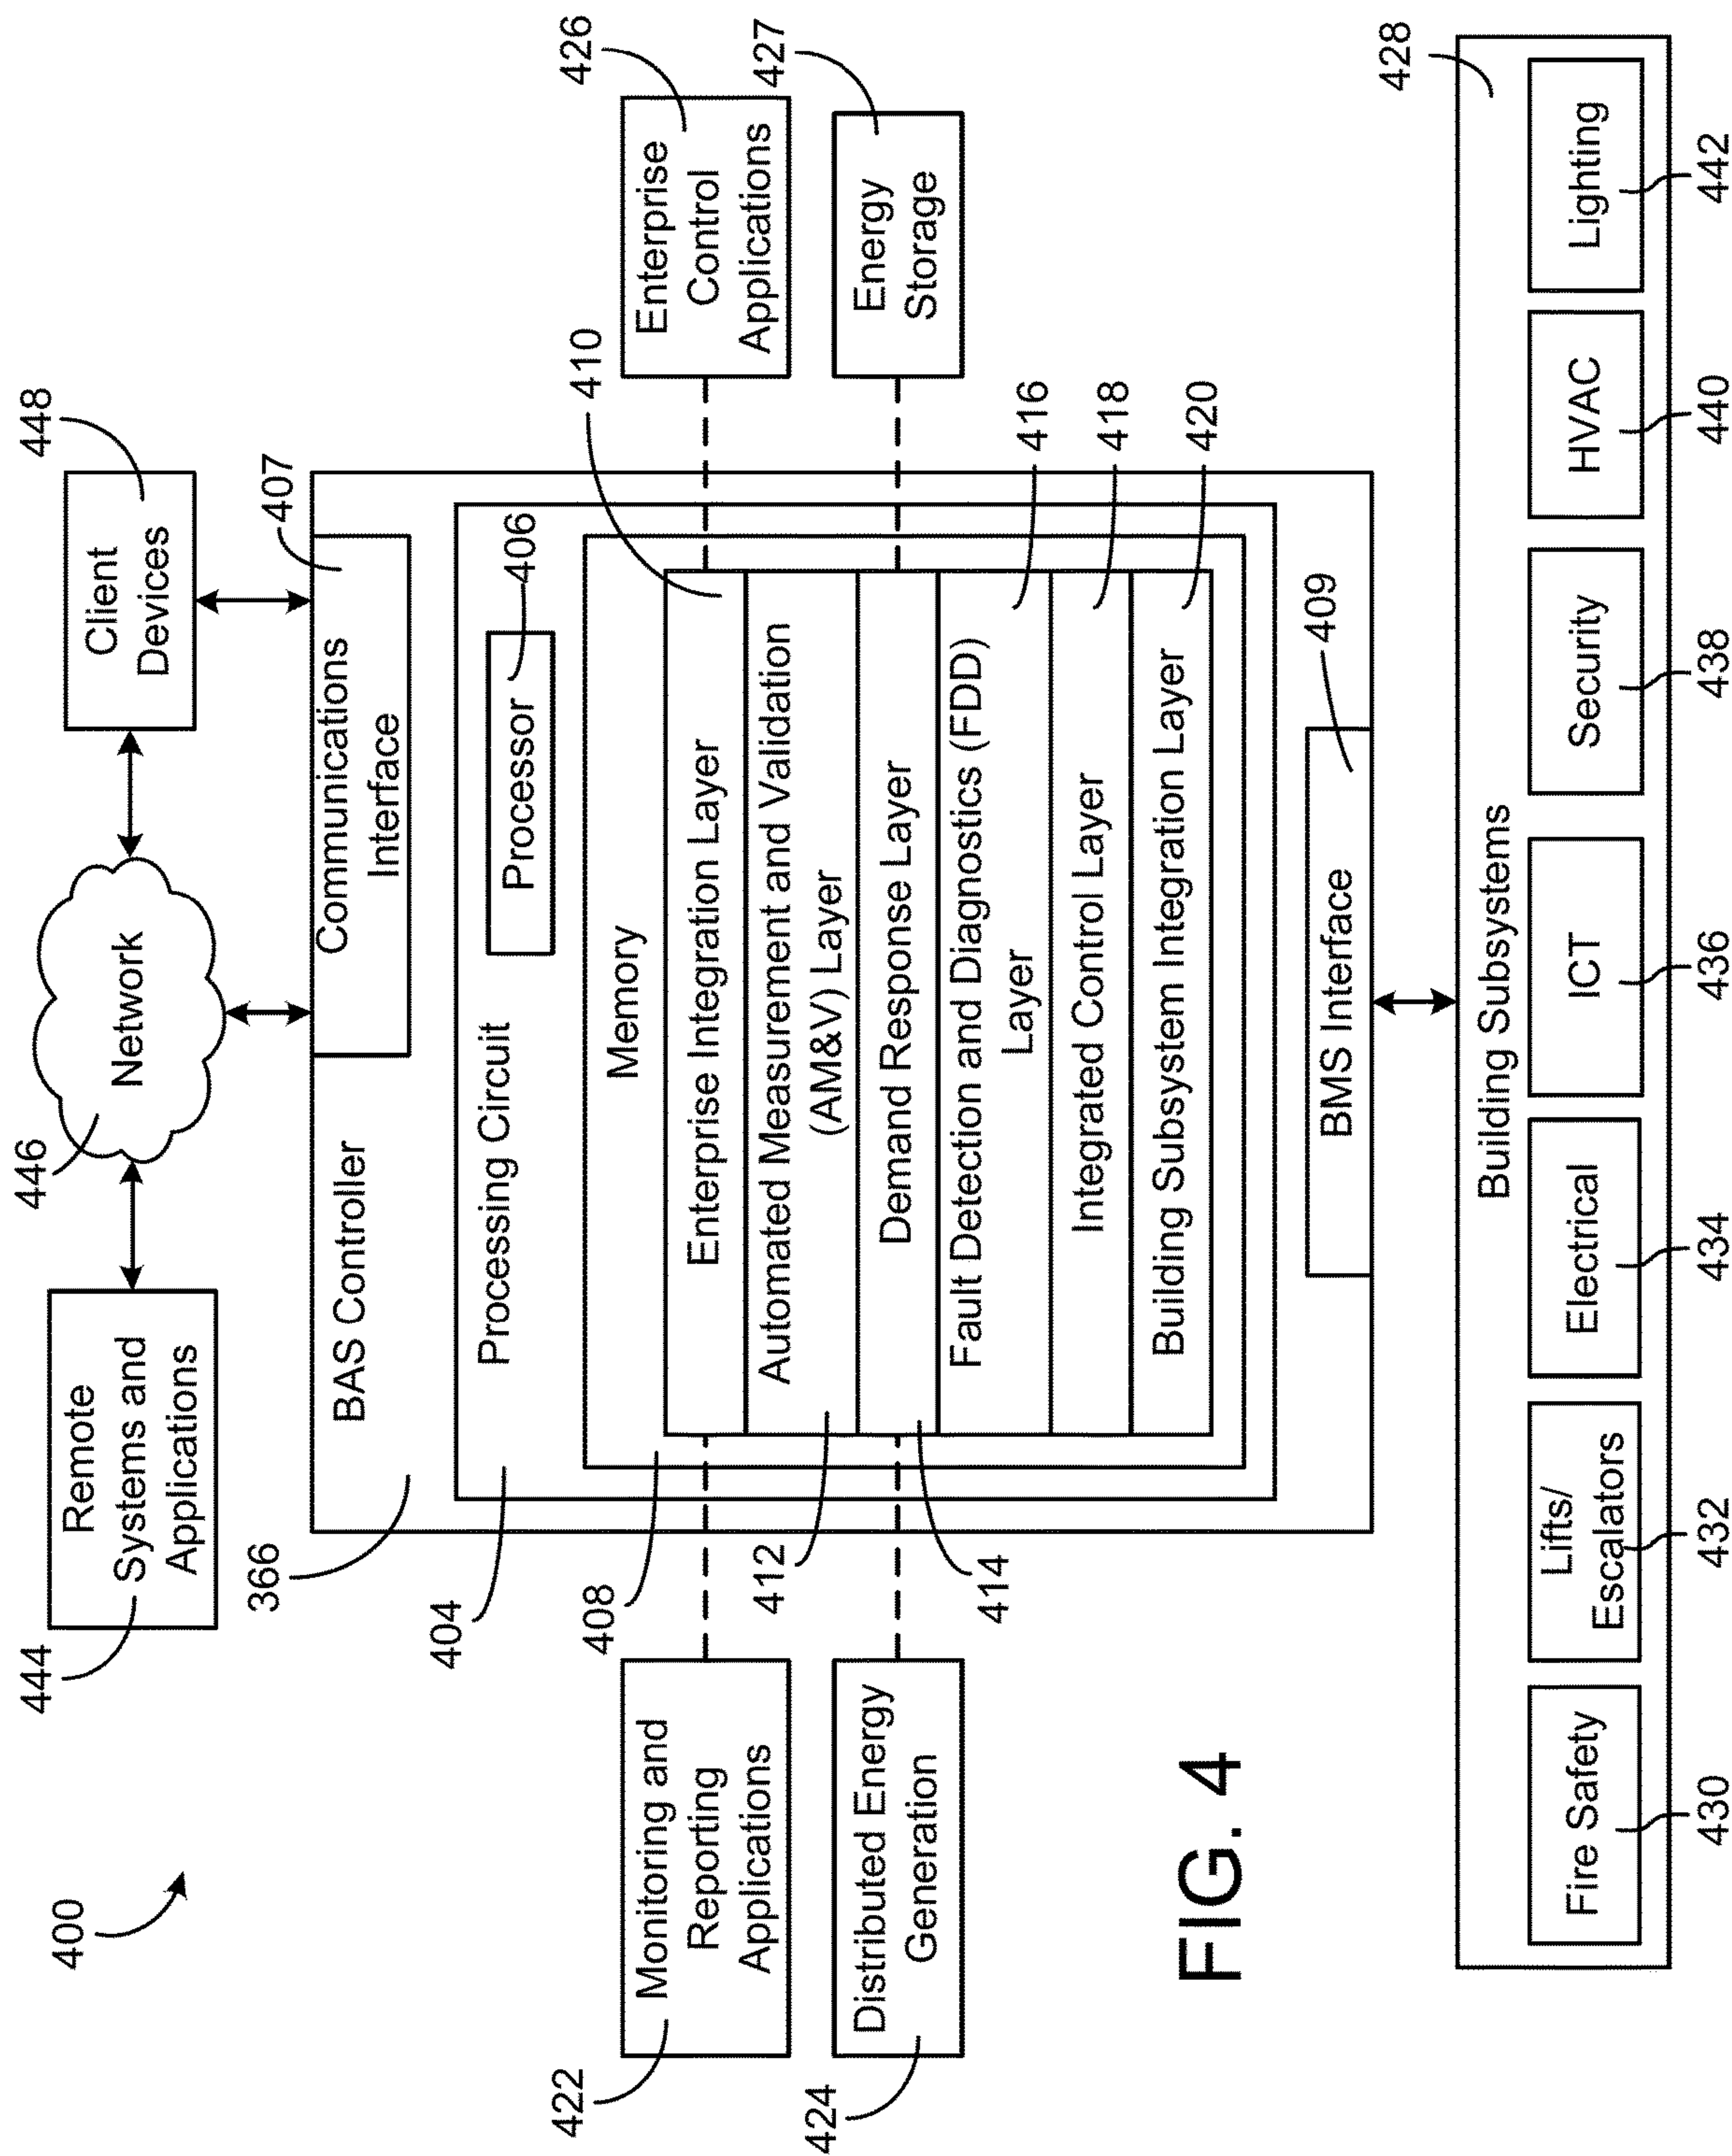 400
444
Remote
Systems and
Applications
446
Network
448
Client
Devices
366
BAS Controller
407
Communications
Interface
404
Processing Circuit
Processor
406
408
Memory
410
Enterprise Integration Layer
412
Automated Measurement and Validation
(AM&V) Layer
414
Demand Response Layer
416
Fault Detection and Diagnostics (FDD)
Layer
418
Integrated Control Layer
420
Building Subsystem Integration Layer
409
BMS Interface
422
Monitoring and
Reporting
Applications
424
Distributed Energy
Generation
426
Enterprise
Control
Applications
427
Energy
Storage
428
Building Subsystems
Fire Safety
430
Lifts/
Escalators
432
Electrical
434
ICT
436
Security
438
HVAC
440
Lighting
442
FIG. 4